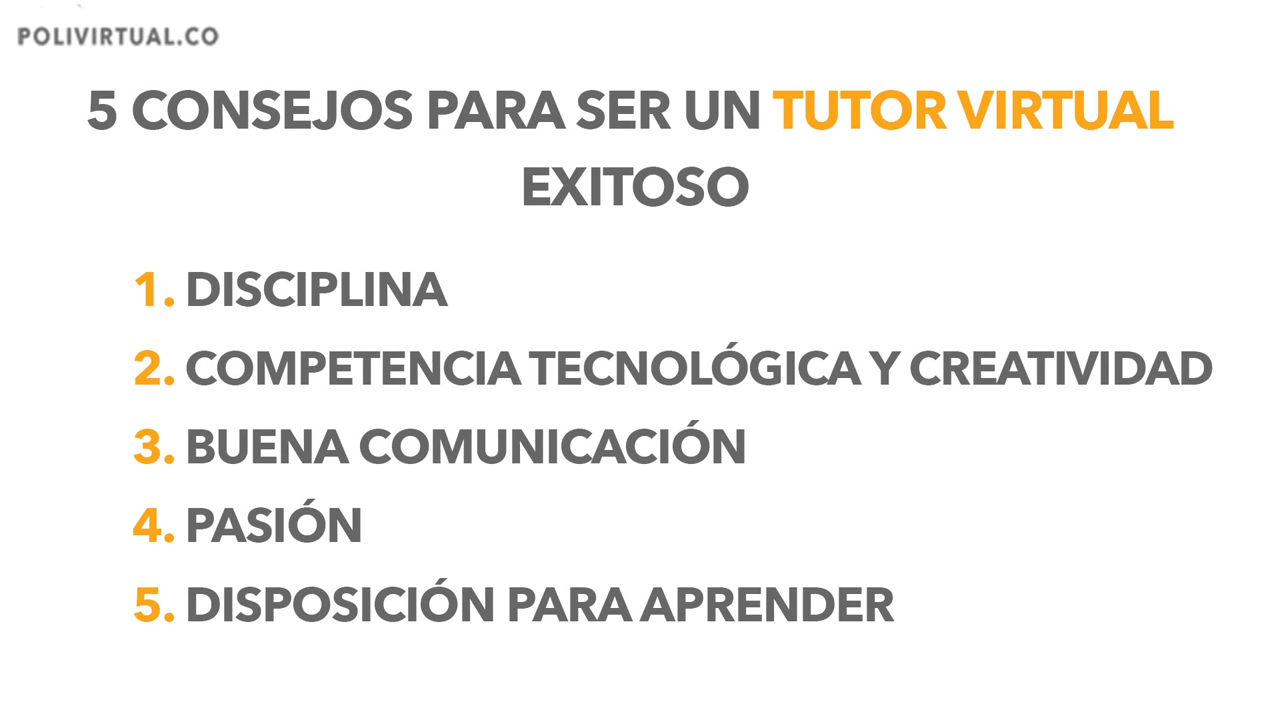 POLIVIRTUAL.CO
5 CONSEJOS PARA SER UN TUTOR VIRTUAL
EXITOSO
1. DISCIPLINA
2. COMPETENCIA TECNOLÓGICA Y CREATIVIDAD
3. BUENA COMUNICACIÓN
4. PASIÓN
5. DISPOSICIÓN PARA APRENDER